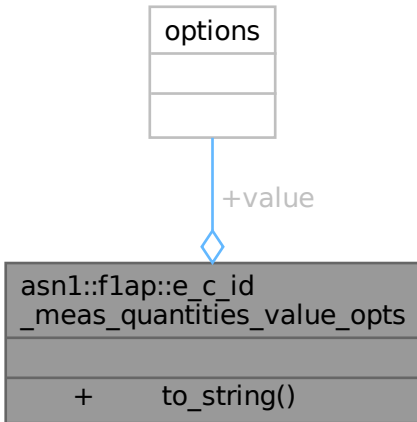 options
+value
asn1::f1ap::e_c_id
_meas_quantities_value_opts
+ to_string()